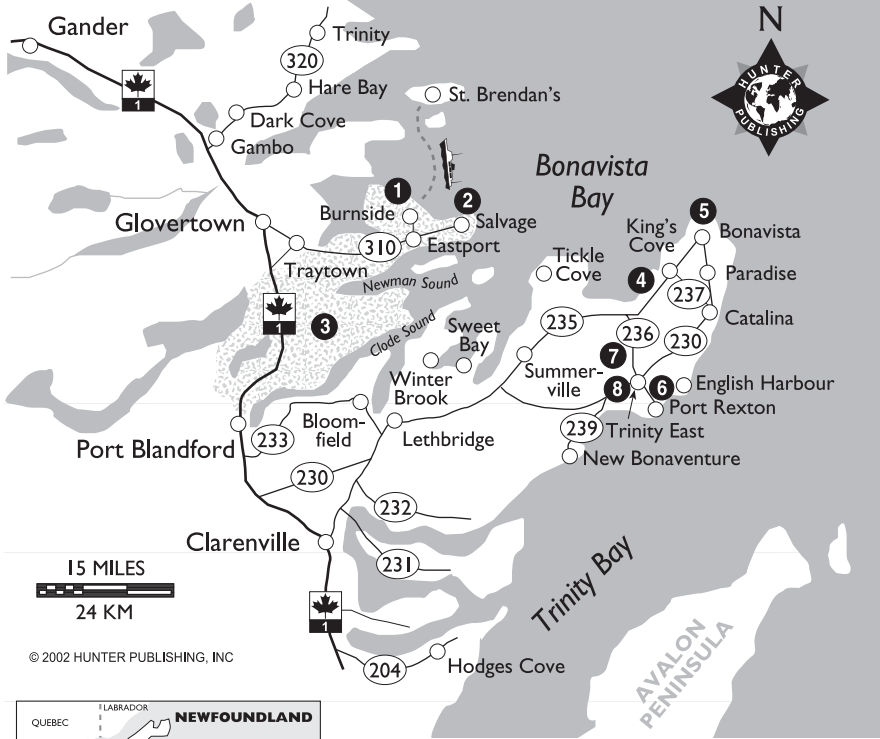 Gander
Trinity
320
1
Hare Bay
St. Brendan's
Dark Cove
Gambo
N
HUNTER
PUBLISHING
Bonavista
Bay
1
2
5
Glovertown
Burnside
Salvage
King's
Cove
Bonavista
310
Eastport
Traytown
Tickle
Cove
Newman Sound
4
Paradise
237
1
3
Clode Sound
Sweet
Bay
235
236
230
Catalina
7
Winter
Brook
Summer-
ville
8
6
English Harbour
Port Rexton
Port Blandford
233
Bloom-
field
Lethbridge
239
Trinity East
New Bonaventure
230
232
Clarenville
231
15 MILES
24 KM
1
Trinity Bay
© 2002 HUNTER PUBLISHING, INC
204
Hodges Cove
AVALON
PENINSULA
QUEBEC
LABRADOR
NEWFOUNDLAND